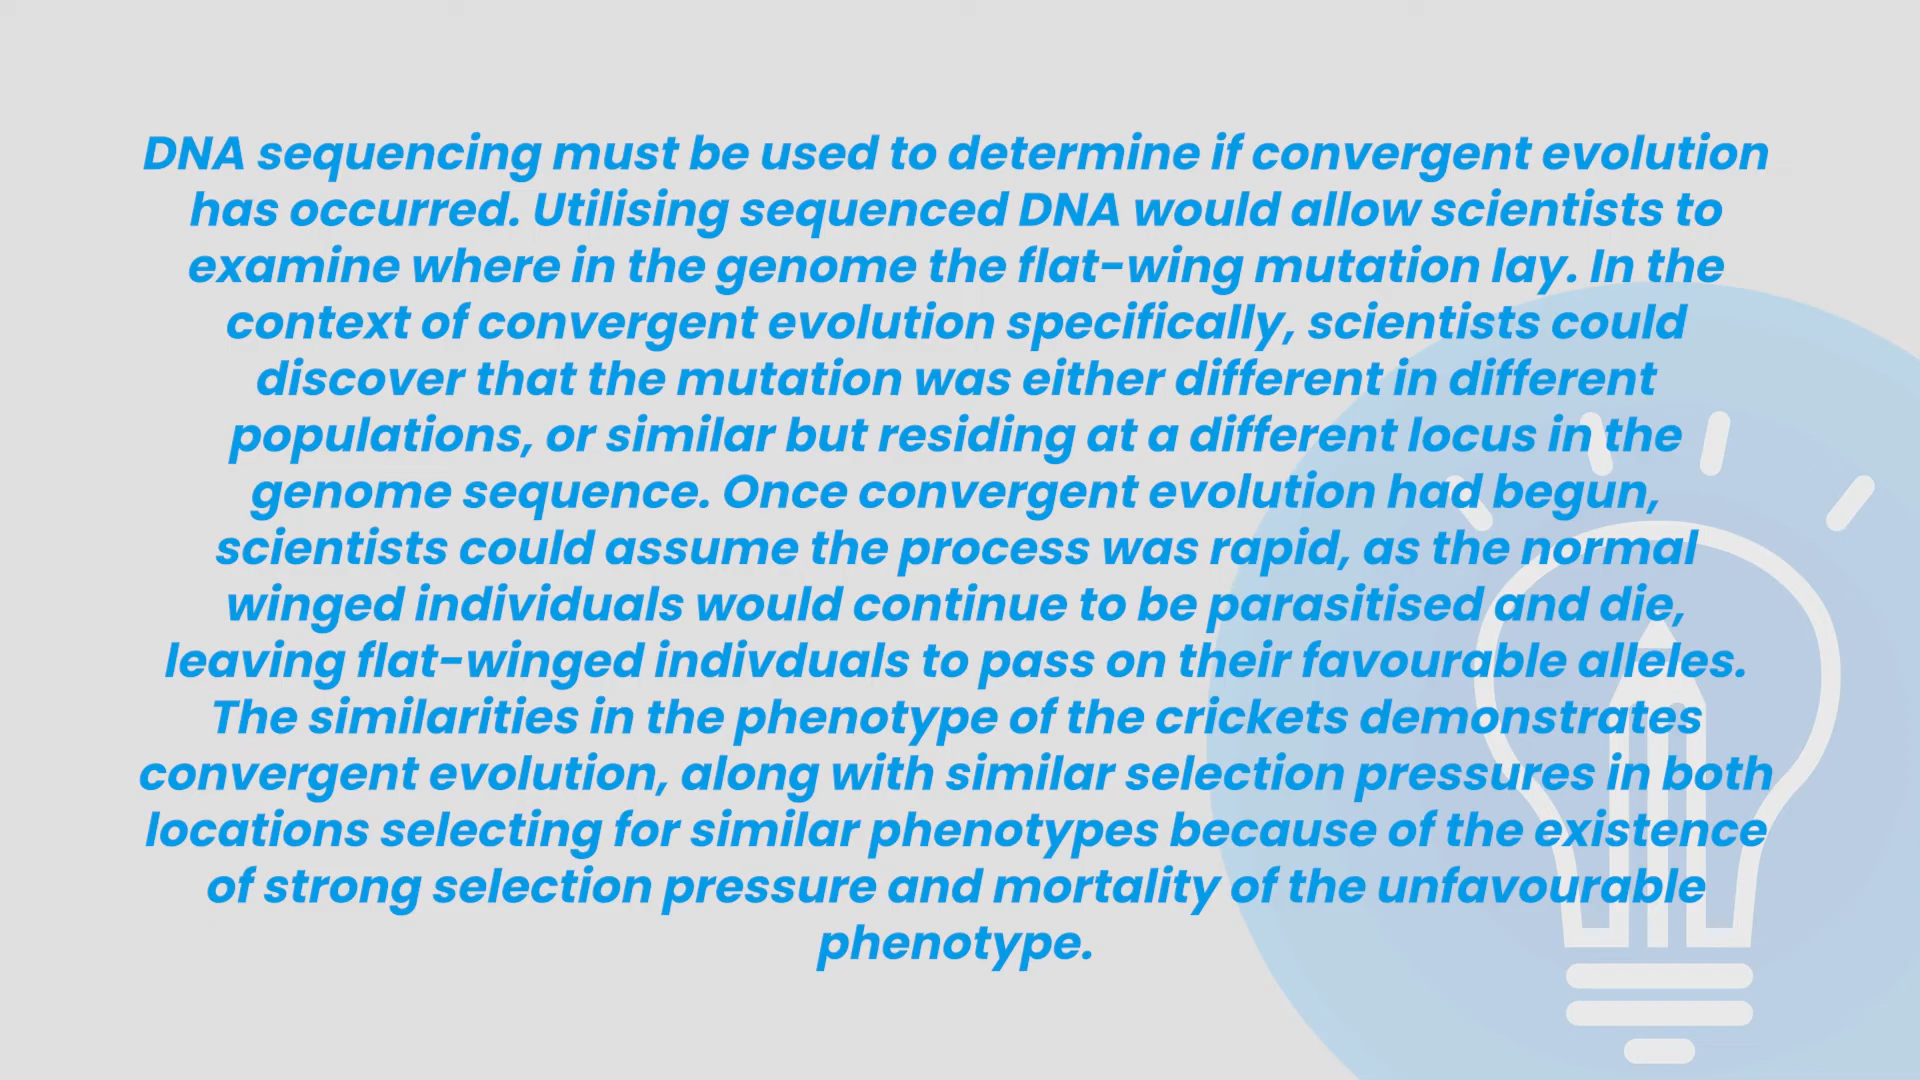 DNA sequencing must be used to determine if convergent evolution
has occurred. Utilising sequenced DNA would allow scientists to
examine where in the genome the flat-wing mutation lay. In the
context of convergent evolution specifically, scientists could
discover that the mutation was either different in different
populations, or similar but residing at a different locus in the
genome sequence. Once convergent evolution had begun,
scientists could assume the process was rapid, as the normal
winged individuals would continue to be parasitised and die,
leaving flat-winged indivduals to pass on their favourable alleles.
The similarities in the phenotype of the crickets demonstrates
convergent evolution, along with similar selection pressures in both
locations selecting for similar phenotypes because of the existence
of strong selection pressure and mortality of the unfavourable
phenotype.